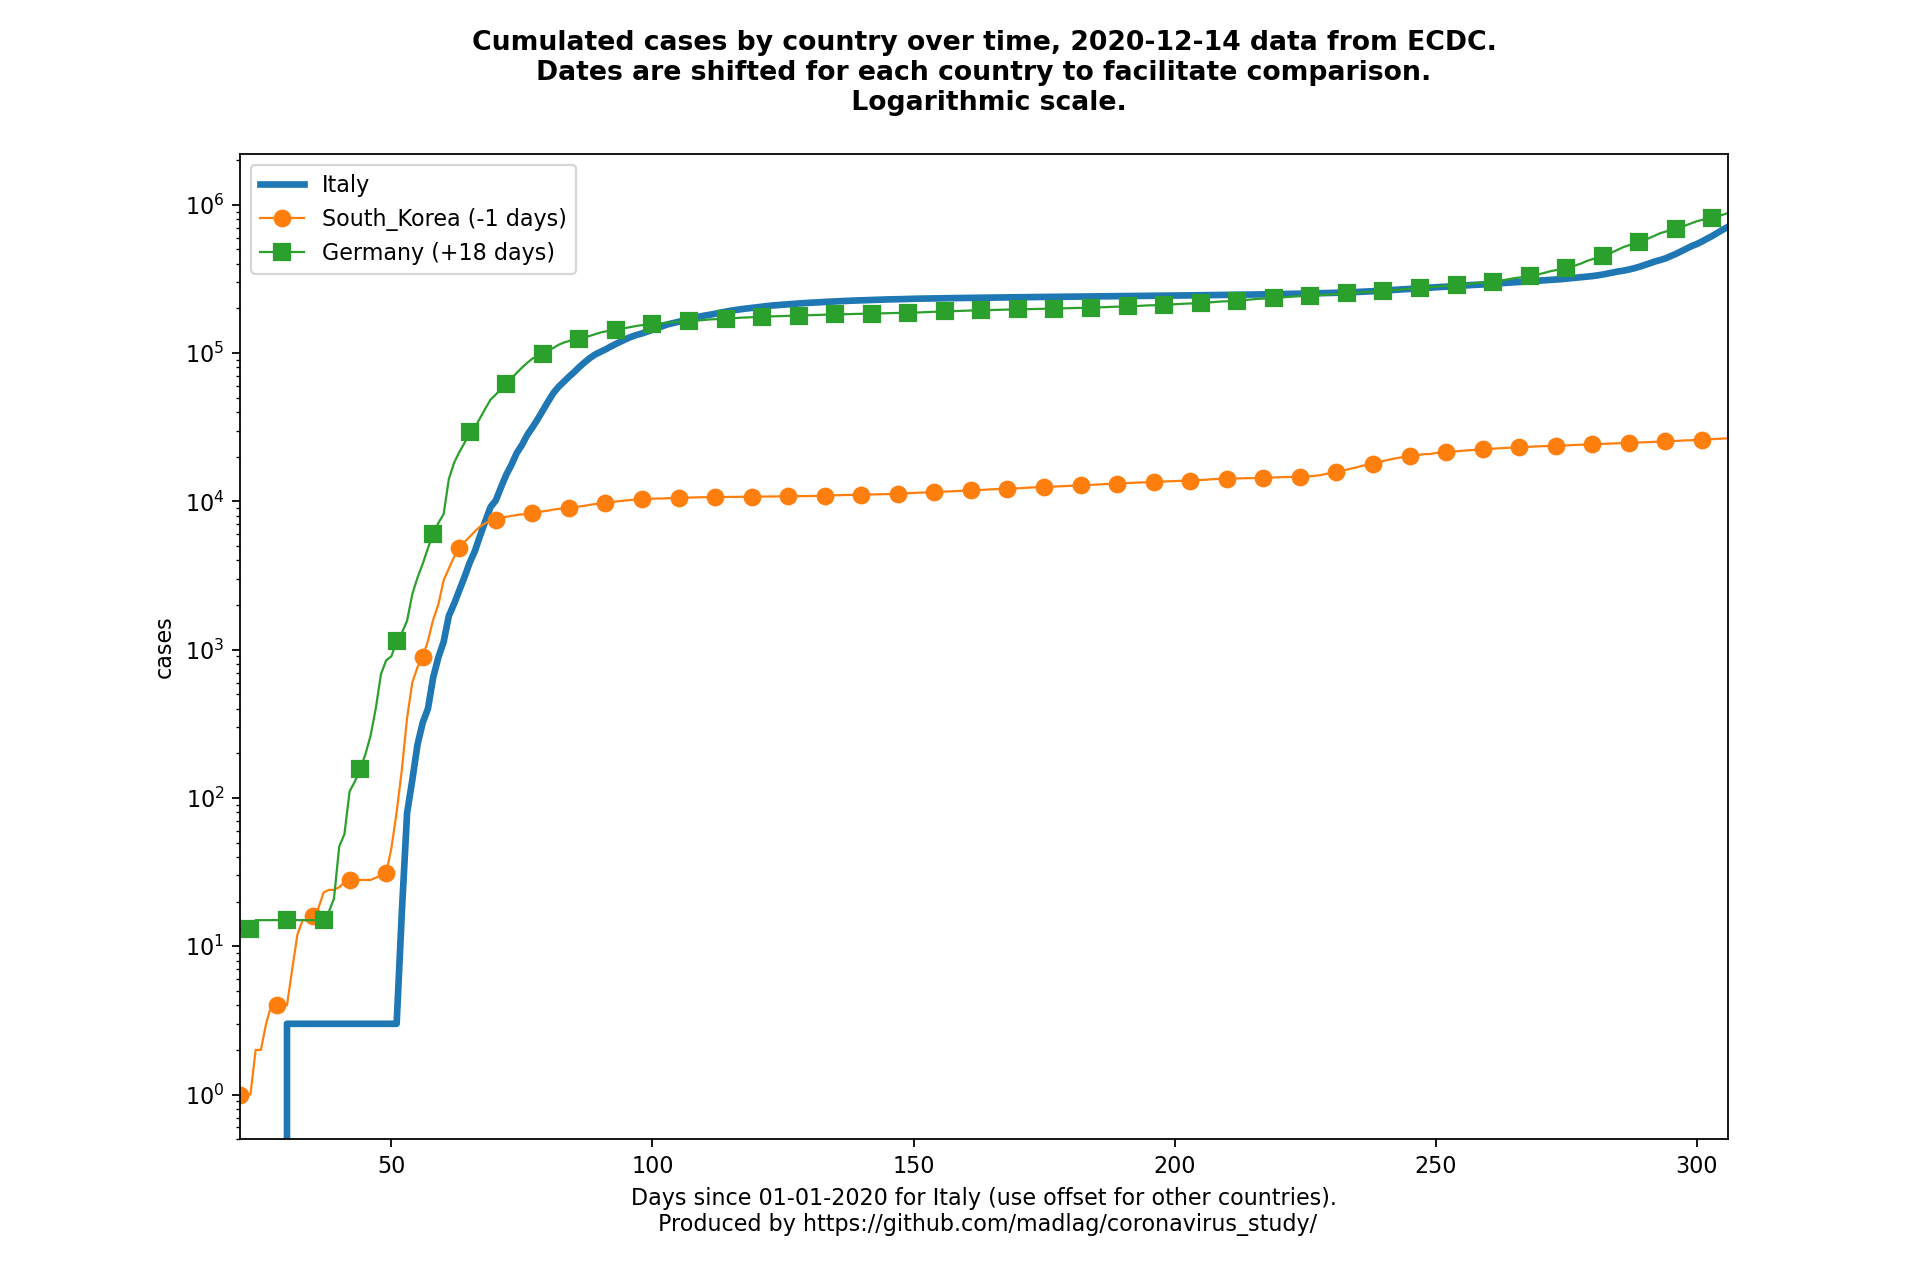 Cumulated cases by country over time, 2020-12-14 data from ECDC.
Dates are shifted for each country to facilitate comparison.
Logarithmic scale.
Italy
South_Korea (-1 days)
Germany (+18 days)
10^6
10^5
10^4
10^3
10^2
10^1
10^0
cases
50 100 150 200 250 300
Days since 01-01-2020 for Italy (use offset for other countries).
Produced by https://github.com/madlag/coronavirus_study/